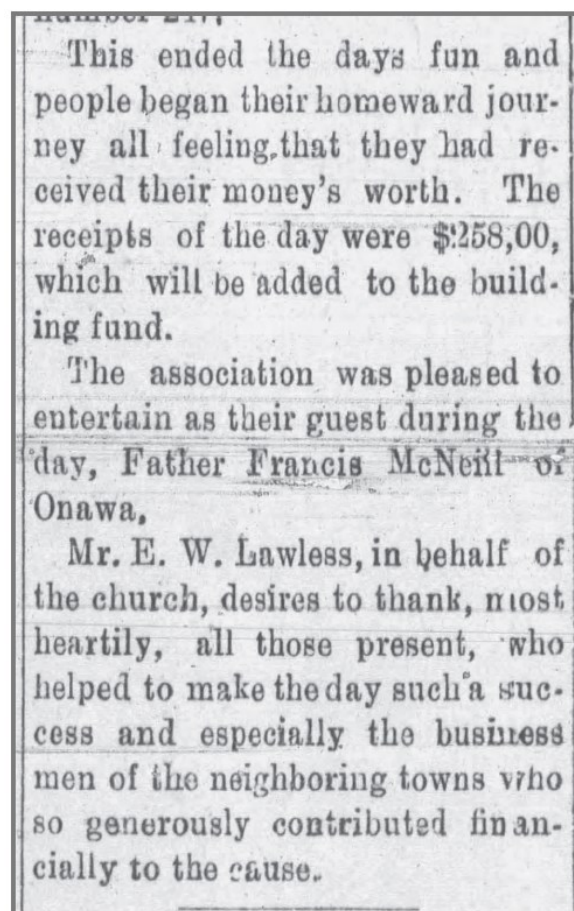 This ended the days fun and
people began their homeward jour-
ney all feeling that they had re-
ceived their money's worth. The
receipts of the day were $258,00,
which will be added to the build-
ing fund.
The association was pleased to
entertain as their guest during the
day, Father Francis McNeill of
Onawa.
Mr. E. W. Lawless, in behalf of
the church, desires to thank, most
heartily, all those present, who
helped to make the day such a suc-
cess and especially the business
men of the neighboring towns who
so generously contributed finan-
cially to the cause.